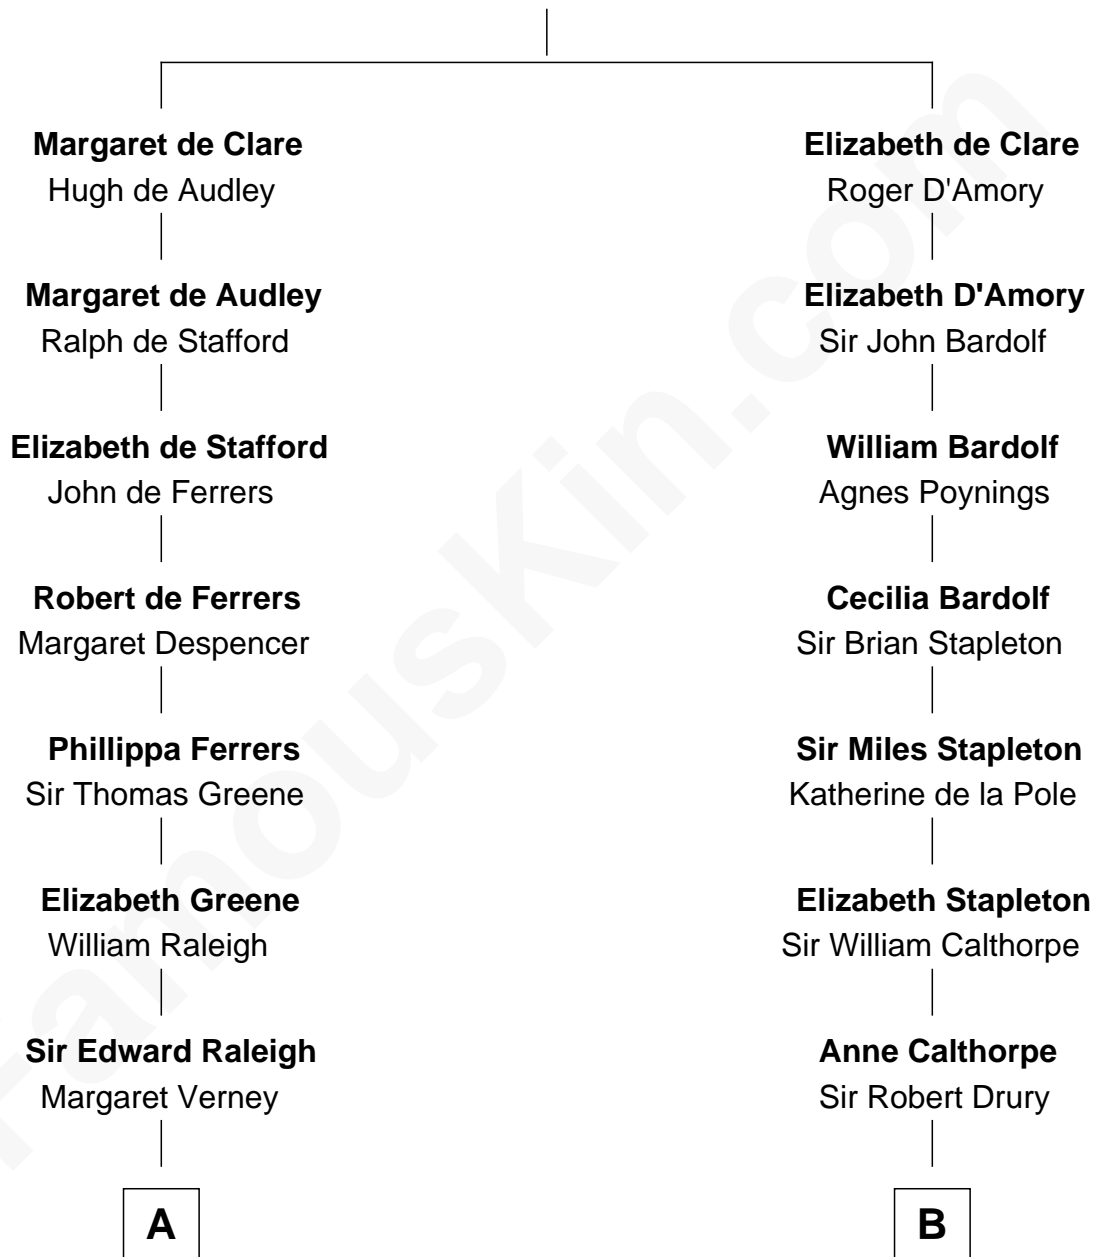 Margaret de Clare
Hugh de Audley
Margaret de Audley
Ralph de Stafford
Elizabeth de Stafford
John de Ferrers
Robert de Ferrers
Margaret Despencer
Phillippa Ferrers
Sir Thomas Greene
Elizabeth Greene
William Raleigh
Sir Edward Raleigh
Margaret Verney
A
Elizabeth de Clare
Roger D'Amory
Elizabeth D'Amory
Sir John Bardolf
William Bardolf
Agnes Poynings
Cecilia Bardolf
Sir Brian Stapleton
Sir Miles Stapleton
Katherine de la Pole
Elizabeth Stapleton
Sir William Calthorpe
Anne Calthorpe
Sir Robert Drury
B
FamousKin.com